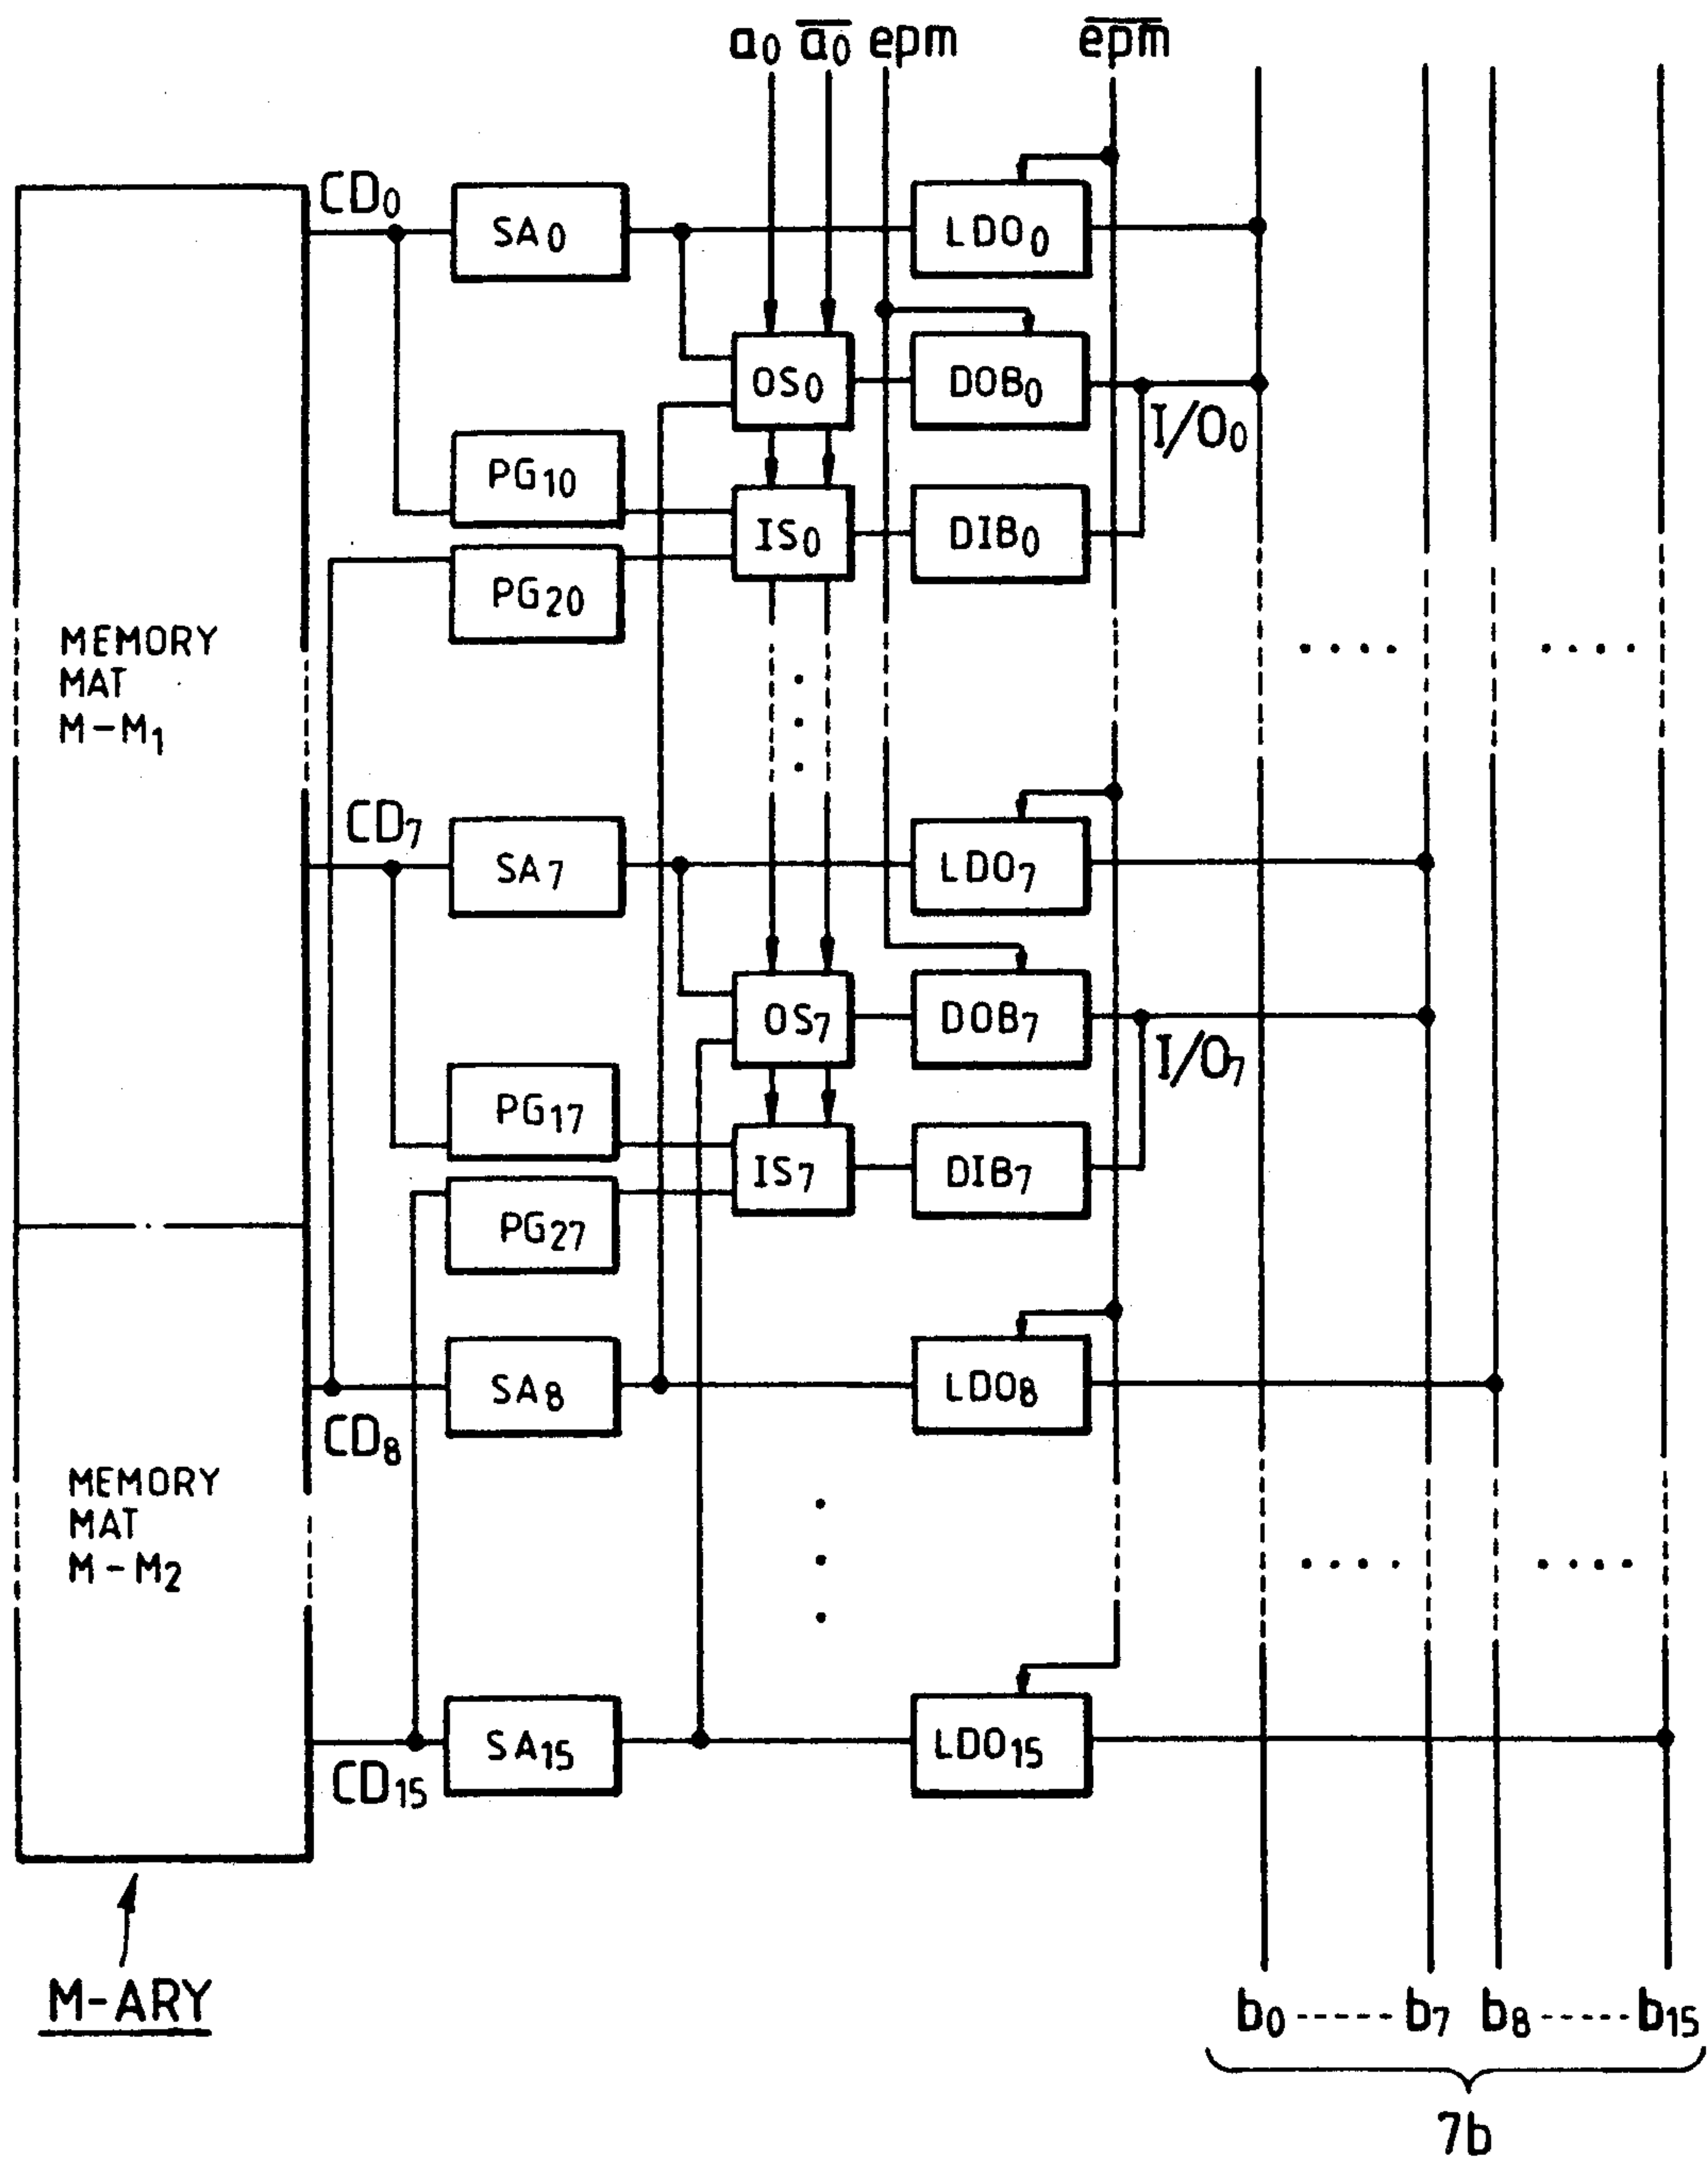 a0 a̅0̅ epm e̅p̅m̅
CD0
SA0
LDO0
OS0
DOB0
I/O0
PG10
IS0
DIB0
PG20
MEMORY
MAT
M-M1
CD7
SA7
LDO7
OS7
DOB7
I/O7
PG17
IS7
DIB7
PG27
SA8
LDO8
CD8
MEMORY
MAT
M-M2
SA15
LDO15
CD15
M-ARY
b0 ------ b7 b8 ------ b15
7b